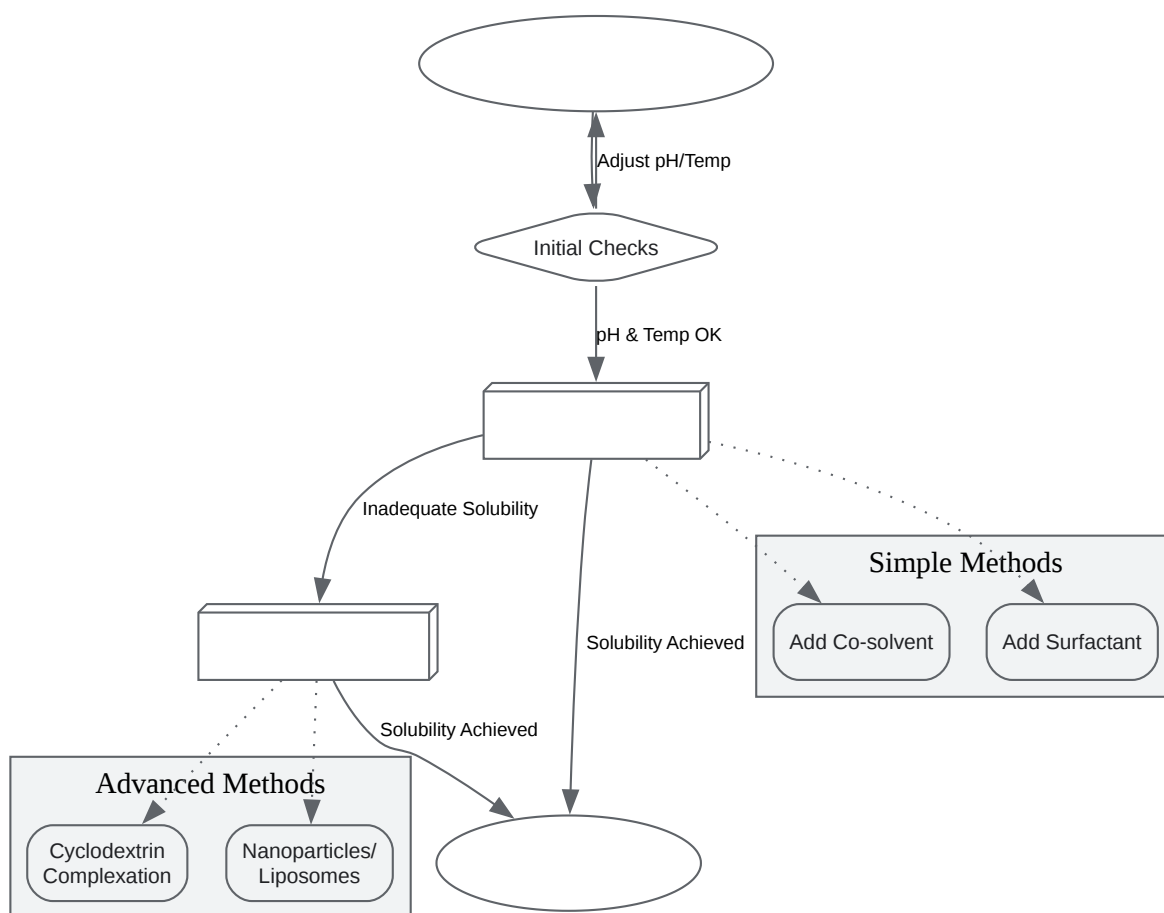 Adjust pH/Temp
Initial Checks
pH & Temp OK
Inadequate Solubility
Simple Methods
Add Co-solvent
Add Surfactant
Solubility Achieved
Solubility Achieved
Advanced Methods
Cyclodextrin
Complexation
Nanoparticles/
Liposomes